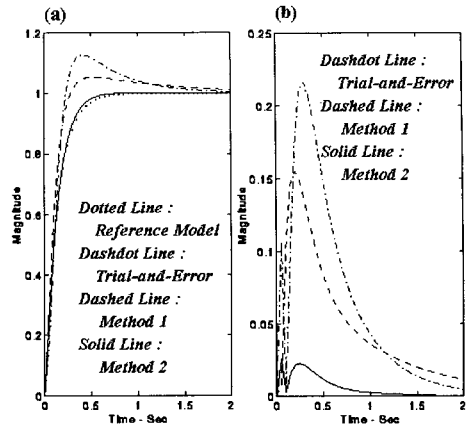 (a)
(b)
1.2
1
0.8
0.6
0.4
0.2
0
Magnitude
Dotted Line :
Reference Model
Dashdot Line :
Trial-and-Error
Dashed Line :
Method 1
Solid Line :
Method 2
0
0.5
1
1.5
2
Time - Sec
0.25
0.2
0.15
0.1
0.05
0
Magnitude
Dashdot Line :
Trial-and-Error
Dashed Line :
Method 1
Solid Line :
Method 2
0
0.5
1
1.5
2
Time - Sec